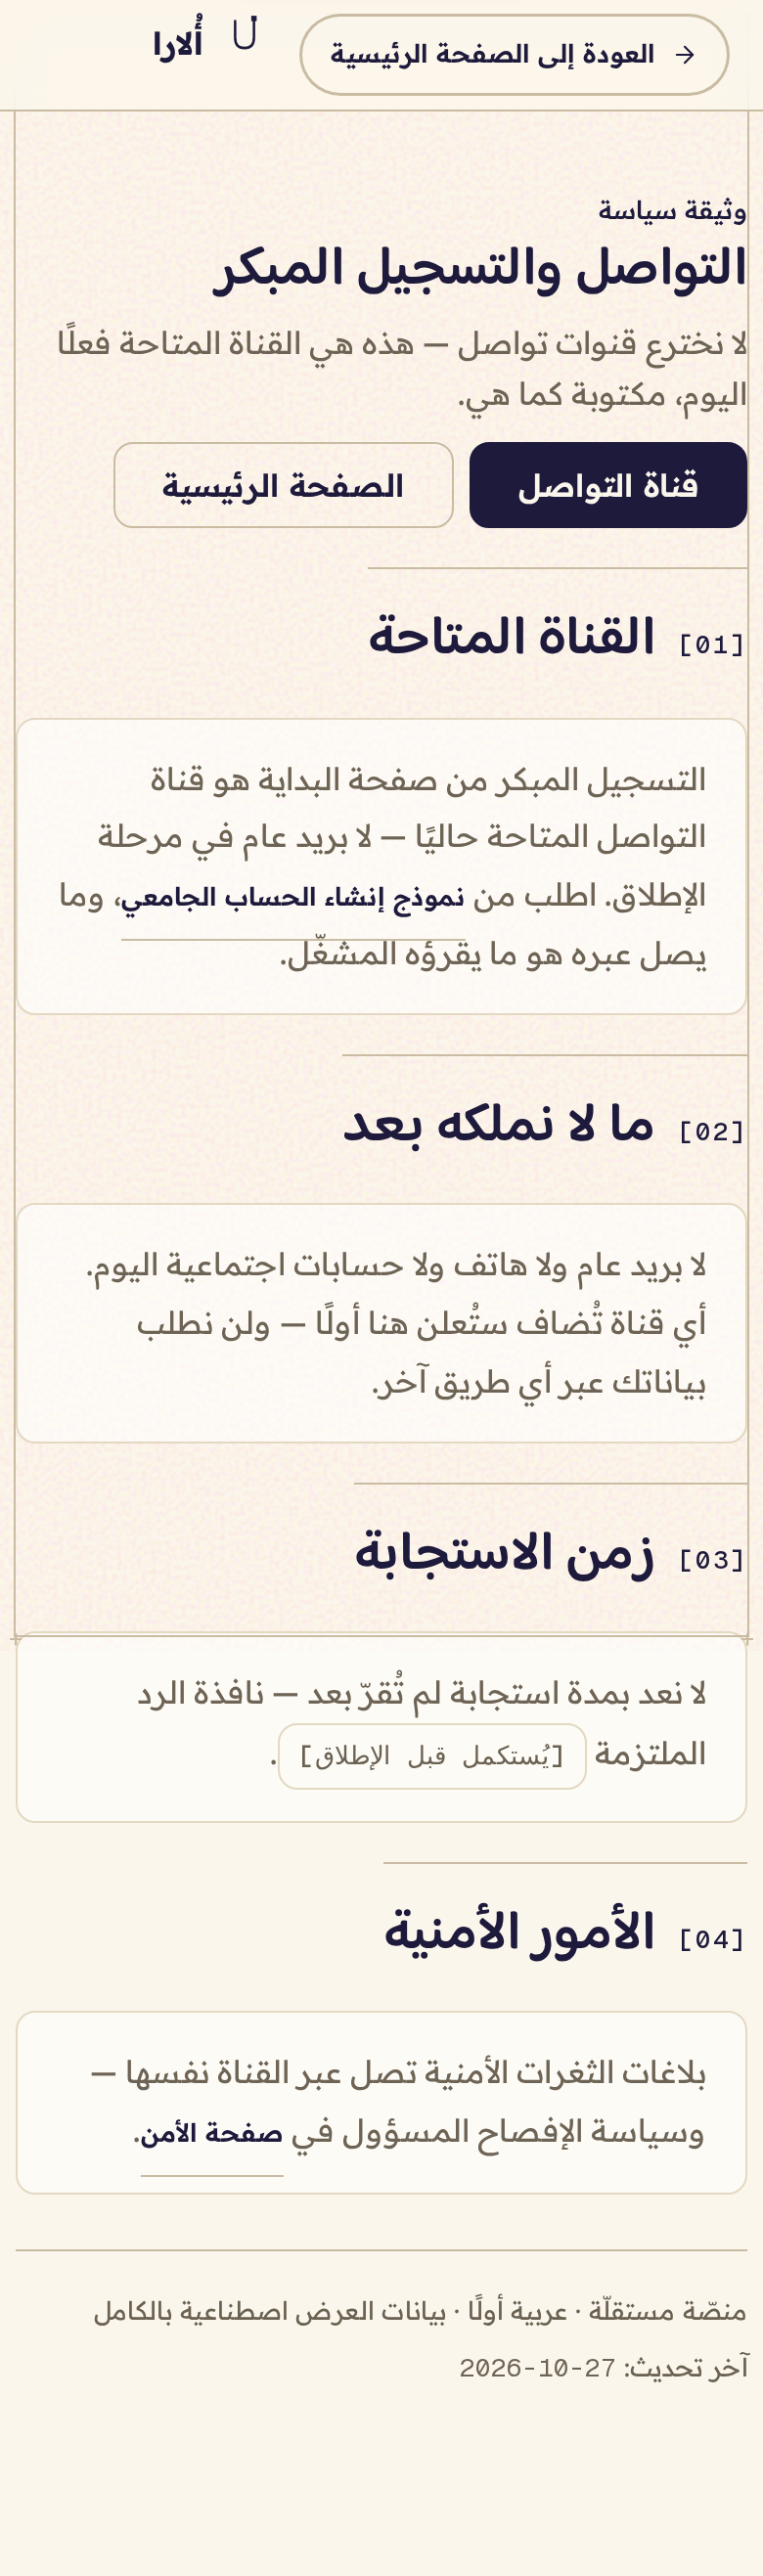 → العودة إلى الصفحة الرئيسية
أُلارا
وثيقة سياسة
التواصل والتسجيل المبكر
لا نخترع قنوات تواصل — هذه هي القناة المتاحة فعلًا
اليوم، مكتوبة كما هي.
قناة التواصل
الصفحة الرئيسية
[01] القناة المتاحة
التسجيل المبكر من صفحة البداية هو قناة
التواصل المتاحة حاليًا — لا بريد عام في مرحلة
الإطلاق. اطلب من نموذج إنشاء الحساب الجامعي، وما
يصل عبره هو ما يقرؤه المشغّل.
[02] ما لا نملكه بعد
لا بريد عام ولا هاتف ولا حسابات اجتماعية اليوم.
أي قناة تُضاف ستُعلن هنا أولًا — ولن نطلب
بياناتك عبر أي طريق آخر.
[03] زمن الاستجابة
لا نعد بمدة استجابة لم تُقرّ بعد — نافذة الرد
الملتزمة [يُستكمل قبل الإطلاق].
[04] الأمور الأمنية
بلاغات الثغرات الأمنية تصل عبر القناة نفسها —
وسياسة الإفصاح المسؤول في صفحة الأمن.
منصّة مستقلّة · عربية أولًا · بيانات العرض اصطناعية بالكامل
آخر تحديث: 2026-10-27